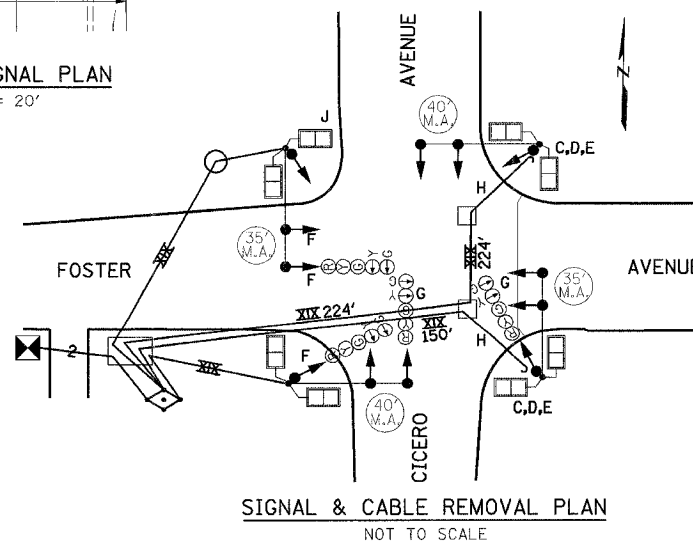 GNAL PLAN
= 20'
AVENUE
N
J
40'
M.A.
C,D,E
H
35'
M.A.
F
F
R Y G G Y G
FOSTER
XIX
XIX 224'
XIX
224'
G
G
Y
G
Y
R
AVENUE
35'
M.A.
XIX
150'
2
XIX
F
H
40'
M.A.
C,D,E
CICERO
SIGNAL & CABLE REMOVAL PLAN
NOT TO SCALE